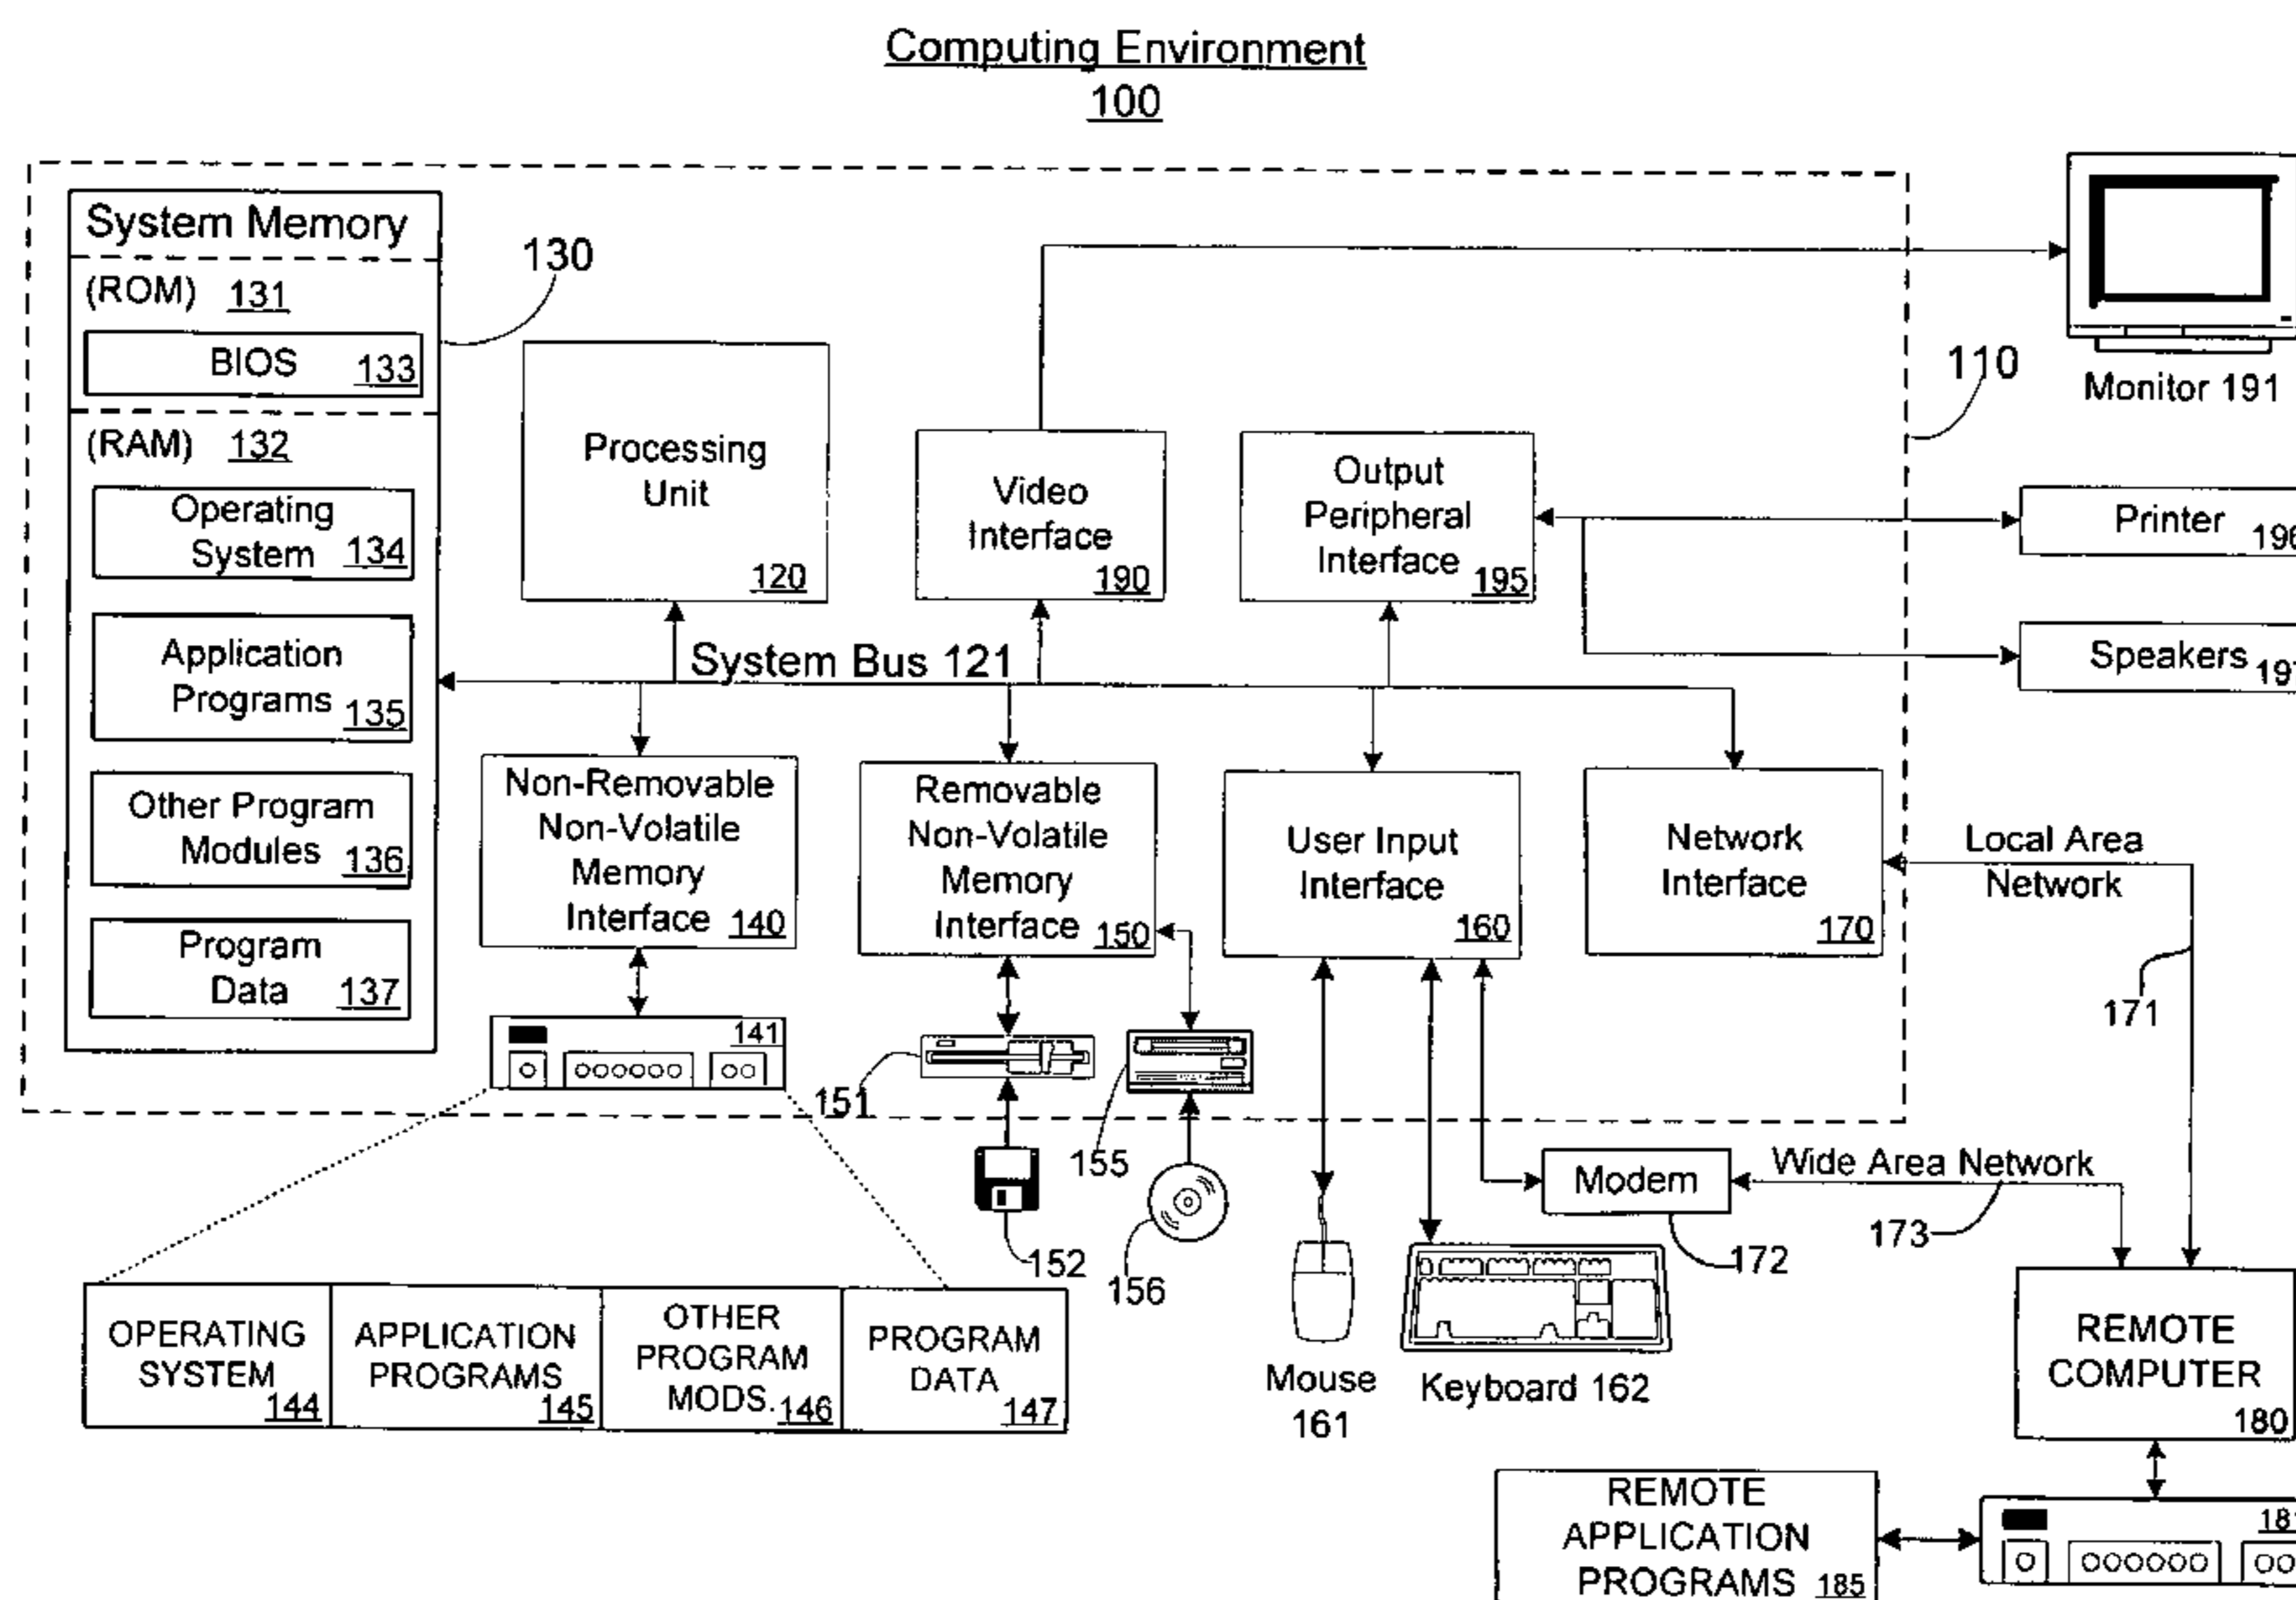 Computing Environment
100
System Memory
(ROM) 131
BIOS 133
(RAM) 132
Operating
System 134
Application
Programs 135
Other Program
Modules 136
Program
Data 137
130
Processing
Unit
120
Video
Interface
190
Output
Peripheral
Interface 195
110
Monitor 191
Printer
Speakers
System Bus 121
Non-Removable
Non-Volatile
Memory
Interface 140
Removable
Non-Volatile
Memory
Interface 150
User Input
Interface
160
Network
Interface
170
Local Area
Network
171
141
151
155
152
156
Modem
172
Wide Area Network
173
Mouse
161
Keyboard 162
OPERATING
SYSTEM 144
APPLICATION
PROGRAMS 145
OTHER
PROGRAM
MODS. 146
PROGRAM
DATA 147
REMOTE
COMPUTER
180
REMOTE
APPLICATION
PROGRAMS 185